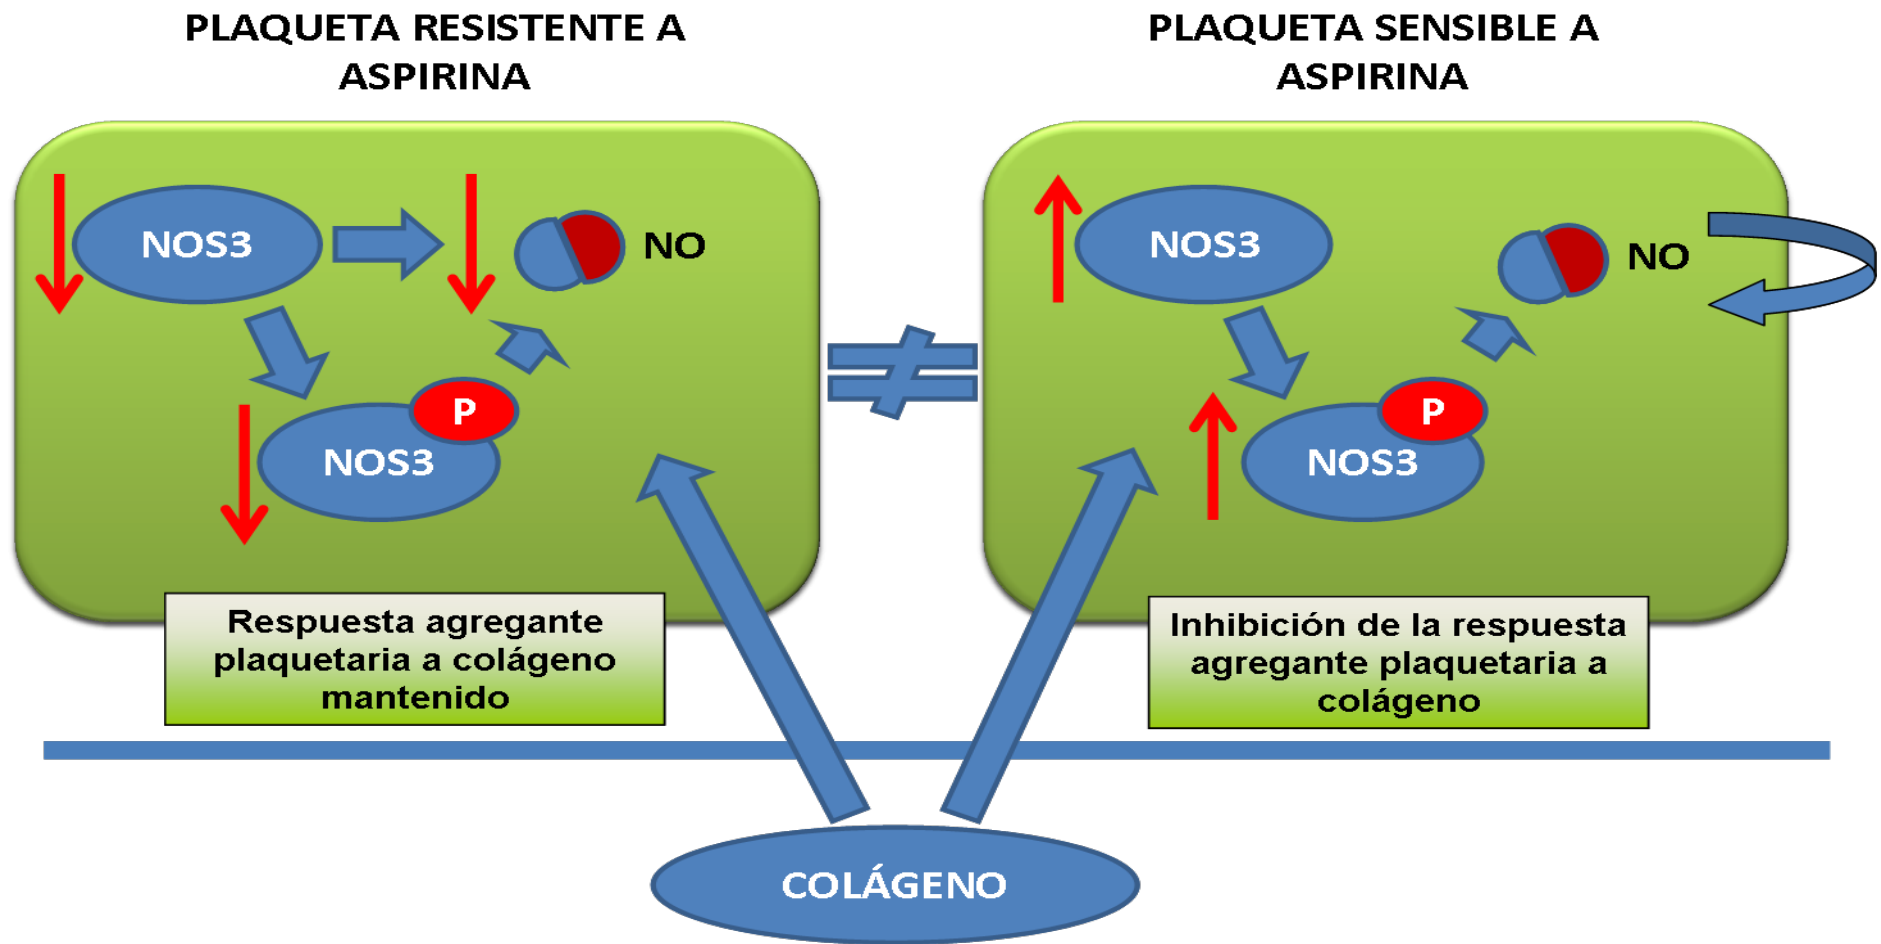 PLAQUETA RESISTENTE A
ASPIRINA
NOS3
NO
P
NOS3
Respuesta agregante
plaquetaria a colágeno
mantenido
PLAQUETA SENSIBLE A
ASPIRINA
NOS3
NO
P
NOS3
Inhibición de la respuesta
agregante plaquetaria a
colágeno
COLÁGENO